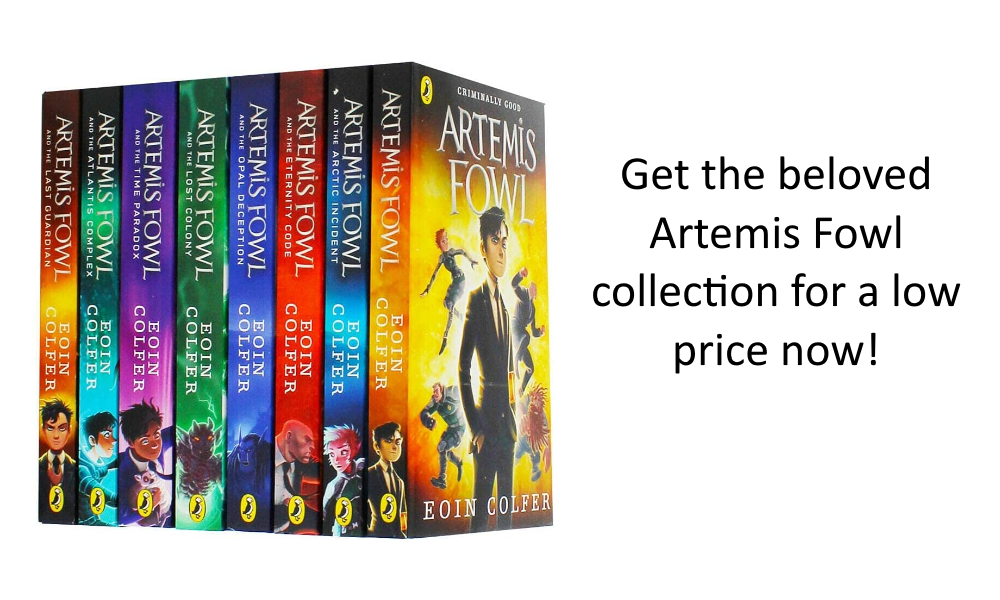 ARTEMIS FOWL
AND THE LAST GUARDIAN
EOIN COLFER
ARTEMIS FOWL
AND THE ATLANTIS COMPLEX
EOIN COLFER
ARTEMIS FOWL
AND THE TIME PARADOX
EOIN COLFER
ARTEMIS FOWL
AND THE LOST COLONY
EOIN COLFER
ARTEMIS FOWL
AND THE OPAL DECEPTION
EOIN COLFER
ARTEMIS FOWL
AND THE ETERNITY CODE
EOIN COLFER
ARTEMIS FOWL
AND THE ARCTIC INCIDENT
EOIN COLFER
ARTEMIS FOWL
EOIN COLFER
CRIMINALLY GOOD
ARTEMIS
FOWL
EOIN COLFER
Get the beloved
Artemis Fowl
collection for a low
price now!